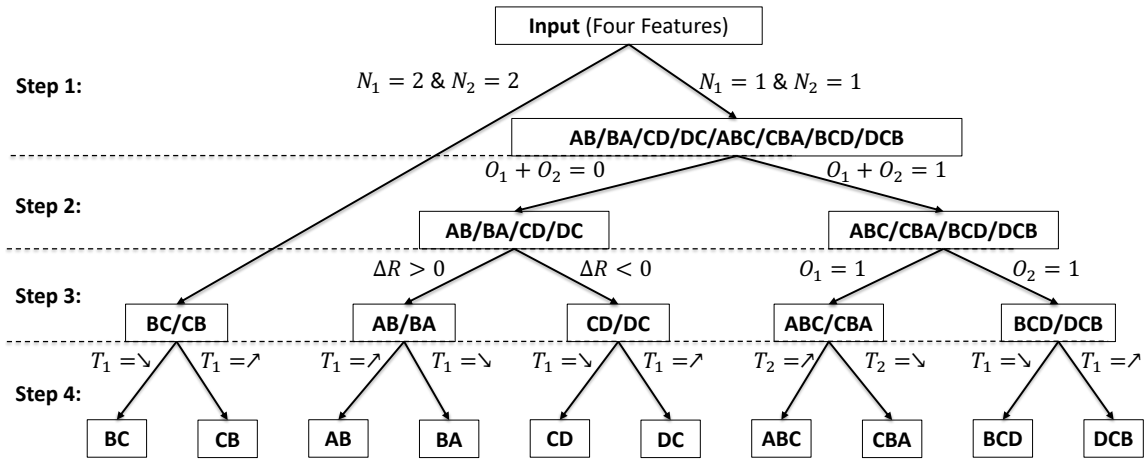 Input (Four Features)
Step 1:
N₁ = 2 & N₂ = 2
N₁ = 1 & N₂ = 1
AB/BA/CD/DC/ABC/CBA/BCD/DCB
O₁ + O₂ = 0
O₁ + O₂ = 1
Step 2:
AB/BA/CD/DC
ABC/CBA/BCD/DCB
ΔR > 0
ΔR < 0
O₁ = 1
O₂ = 1
Step 3:
BC/CB
AB/BA
CD/DC
ABC/CBA
BCD/DCB
T₁ =↘
T₁ =↗
T₁ =↗
T₁ =↘
T₁ =↘
T₁ =↗
T₂ =↗
T₂ =↘
T₁ =↘
T₁ =↗
Step 4:
BC
CB
AB
BA
CD
DC
ABC
CBA
BCD
DCB